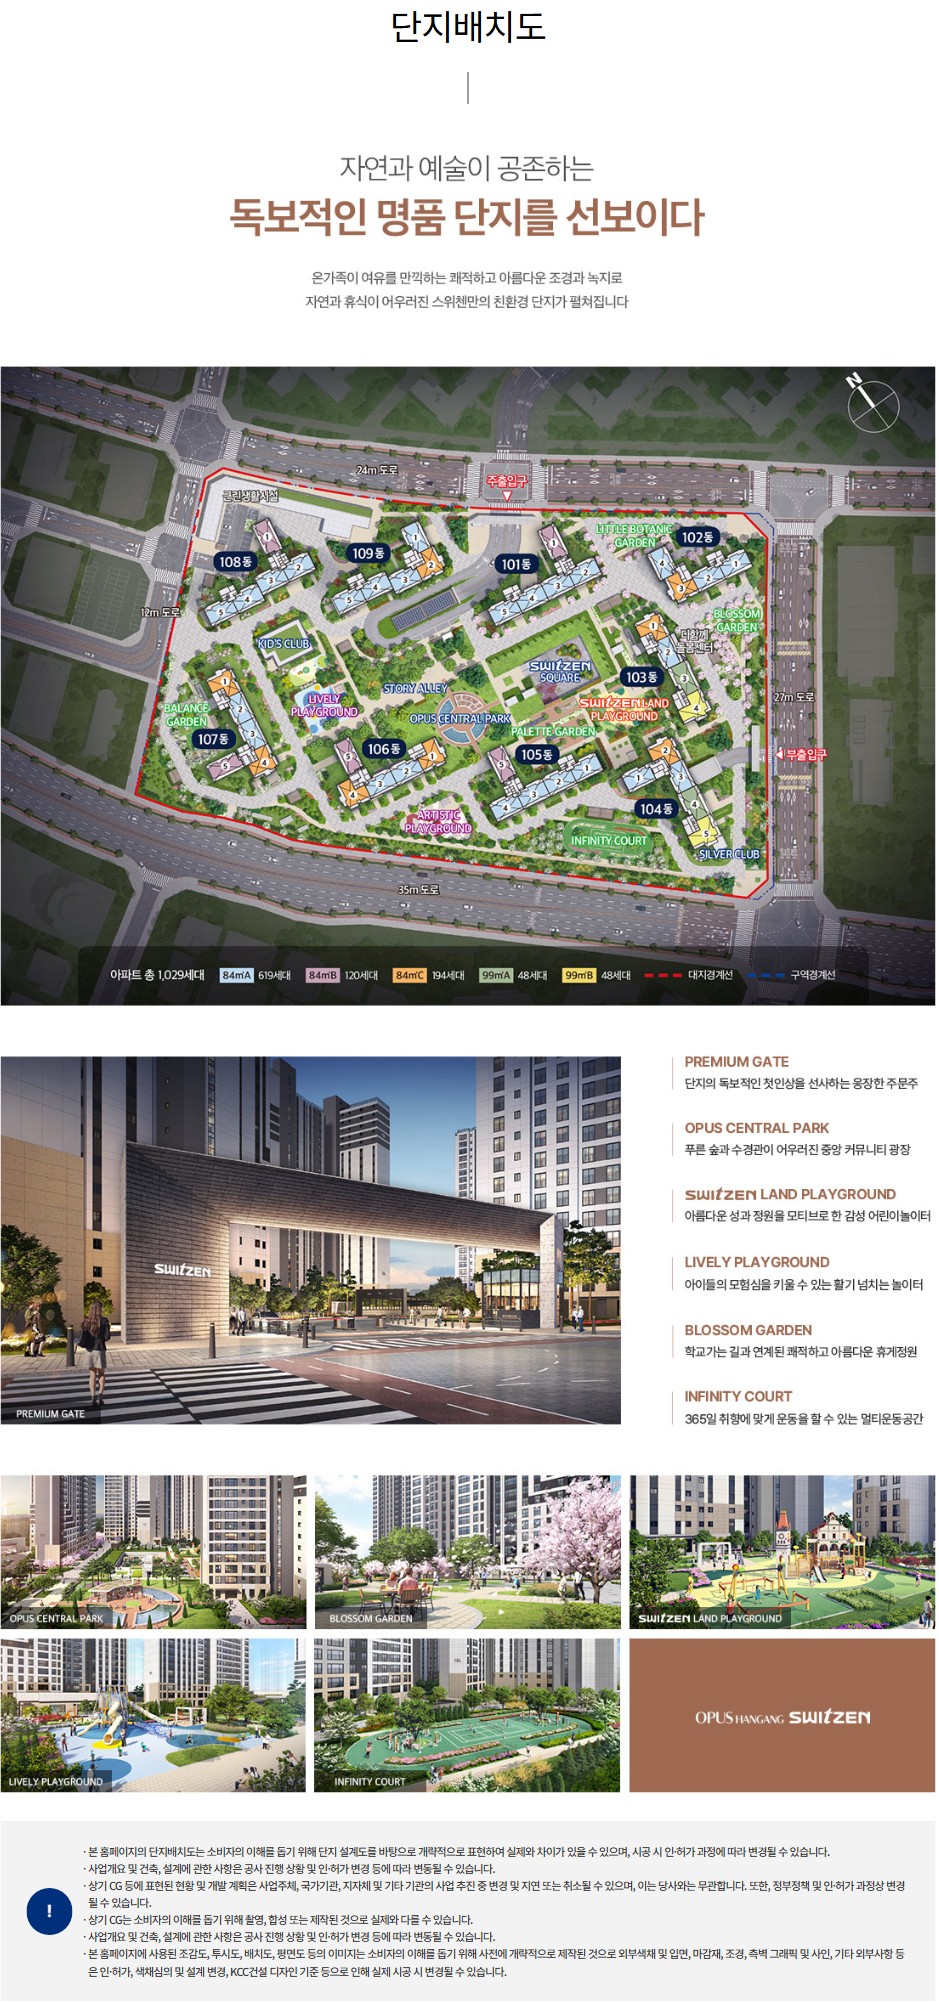 단지배치도
자연과 예술이 공존하는
독보적인 명품 단지를 선보이다
온가족이 여유를 만끽하는 쾌적하고 아름다운 조경과 녹지로
자연과 휴식이 어우러진 스위첸만의 친환경 단지가 펼쳐집니다
N
24m 도로
주출입구
근린생활시설
LITTLE BOTANIC
GARDEN
102동
109동
108동
101동
12m 도로
BLOSSOM
GARDEN
다함께
돌봄센터
KID'S CLUB
SWITZEN
SQUARE
103동
STORY ALLEY
LIVELY
PLAYGROUND
27m 도로
SWITZEN LAND
PLAYGROUND
BALANCE
GARDEN
OPUS CENTRAL PARK
PALETTE GARDEN
107동
106동
105동
부출입구
104동
ARTISTIC
PLAYGROUND
INFINITY COURT
SILVER CLUB
35m 도로
아파트 총 1,029세대 84㎡A 619세대 84㎡B 120세대 84㎡C 194세대 99㎡A 48세대 99㎡B 48세대 대지경계선 구역경계선
SWITZEN
PREMIUM GATE
PREMIUM GATE
단지의 독보적인 첫인상을 선사하는 웅장한 주문주
OPUS CENTRAL PARK
푸른 숲과 수경관이 어우러진 중앙 커뮤니티 광장
SWITZEN LAND PLAYGROUND
아름다운 성과 정원을 모티브로 한 감성 어린이놀이터
LIVELY PLAYGROUND
아이들의 모험심을 키울 수 있는 활기 넘치는 놀이터
BLOSSOM GARDEN
학교가는 길과 연계된 쾌적하고 아름다운 휴게정원
INFINITY COURT
365일 취향에 맞게 운동을 할 수 있는 멀티운동공간
OPUS CENTRAL PARK
BLOSSOM GARDEN
SWITZEN LAND PLAYGROUND
LIVELY PLAYGROUND
INFINITY COURT
OPUS HANGANG SWITZEN
!
· 본 홈페이지의 단지배치도는 소비자의 이해를 돕기 위해 단지 설계도를 바탕으로 개략적으로 표현하여 실제와 차이가 있을 수 있으며, 시공 시 인·허가 과정에 따라 변경될 수 있습니다.
· 사업개요 및 건축, 설계에 관한 사항은 공사 진행 상황 및 인·허가 변경 등에 따라 변동될 수 있습니다.
· 상기 CG 등에 표현된 현황 및 개발 계획은 사업주체, 국가기관, 지자체 및 기타 기관의 사업 추진 중 변경 및 지연 또는 취소될 수 있으며, 이는 당사와는 무관합니다. 또한, 정부정책 및 인·허가 과정상 변경
될 수 있습니다.
· 상기 CG는 소비자의 이해를 돕기 위해 촬영, 합성 또는 제작된 것으로 실제와 다를 수 있습니다.
· 사업개요 및 건축, 설계에 관한 사항은 공사 진행 상황 및 인·허가 변경 등에 따라 변동될 수 있습니다.
· 본 홈페이지에 사용된 조감도, 투시도, 배치도, 평면도 등의 이미지는 소비자의 이해를 돕기 위해 사전에 개략적으로 제작된 것으로 외부색채 및 입면, 마감재, 조경, 측벽 그래픽 및 사인, 기타 외부사항 등
은 인·허가, 색채심의 및 설계 변경, KCC건설 디자인 기준 등으로 인해 실제 시공 시 변경될 수 있습니다.